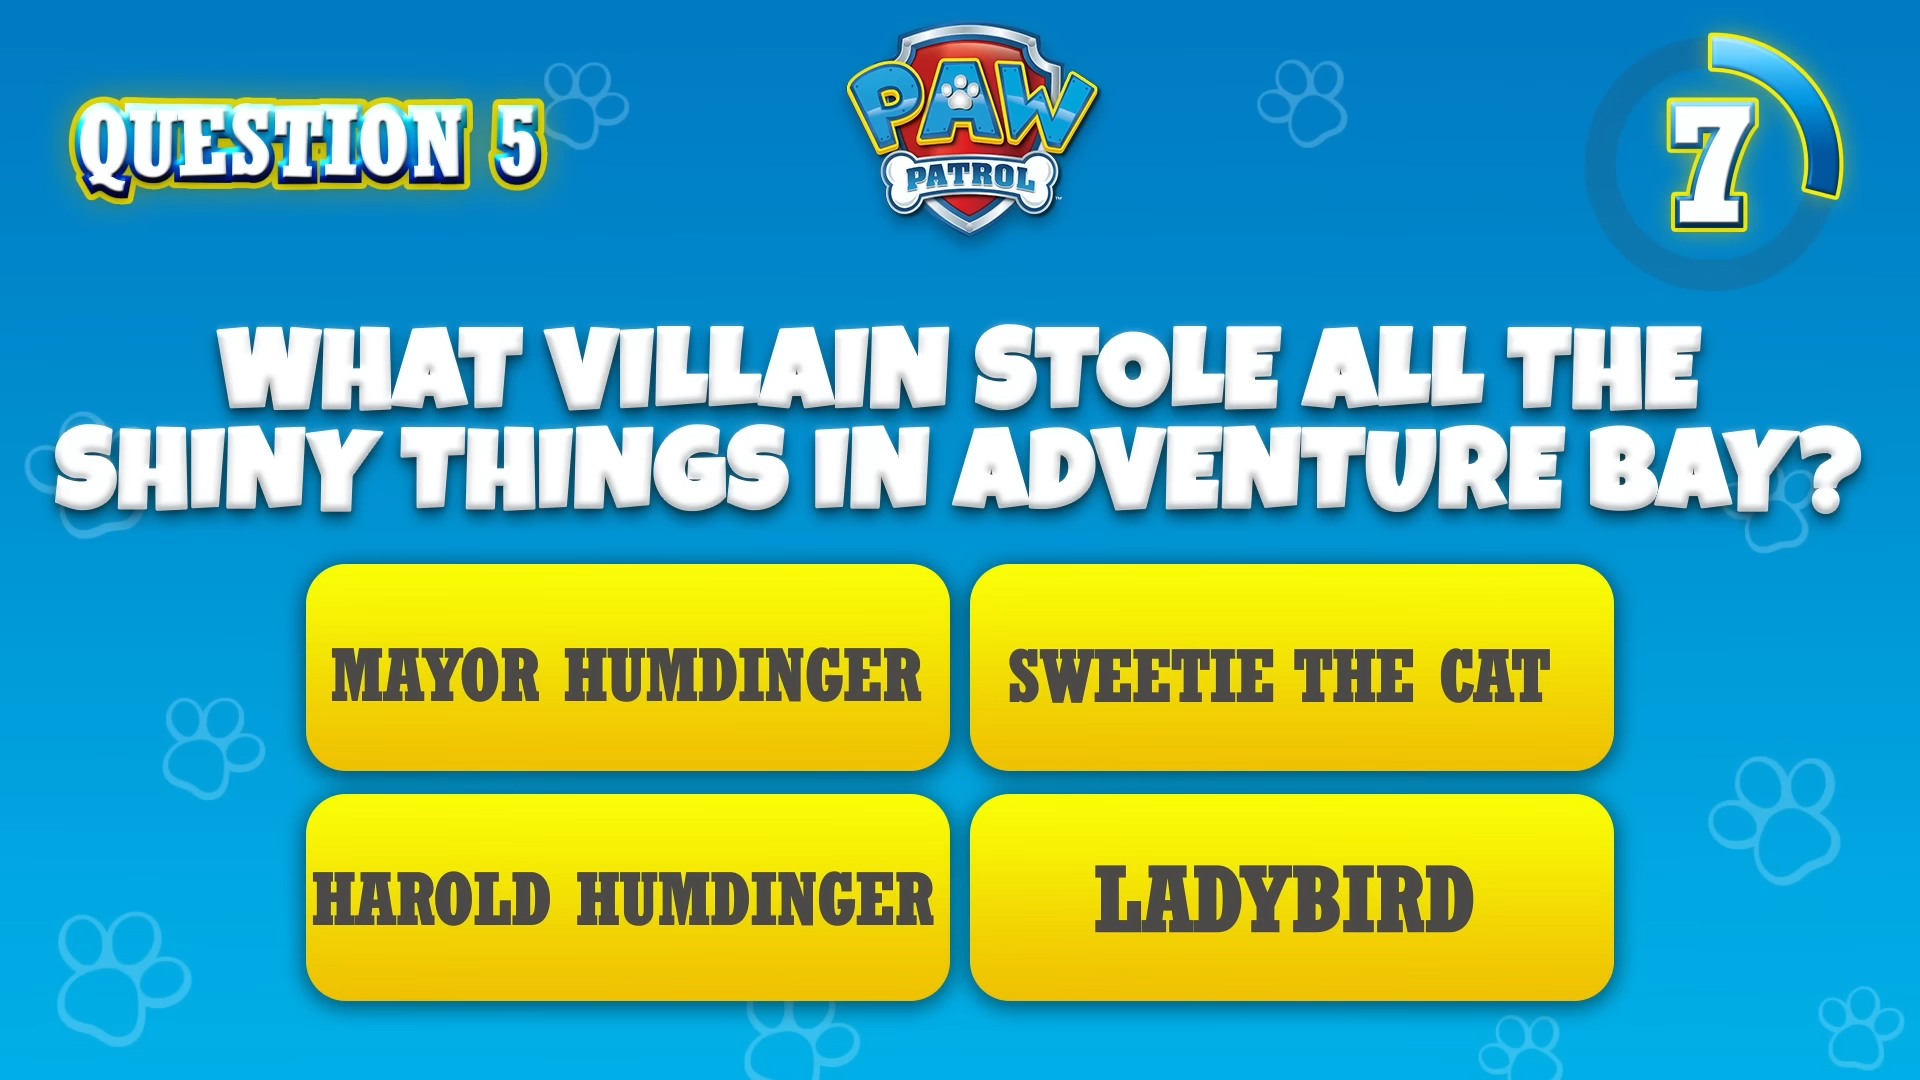 QUESTION 5
PAW
PATROL
7
WHAT VILLAIN STOLE ALL THE
SHINY THINGS IN ADVENTURE BAY?
MAYOR HUMDINGER
SWEETIE THE CAT
HAROLD HUMDINGER
LADYBIRD